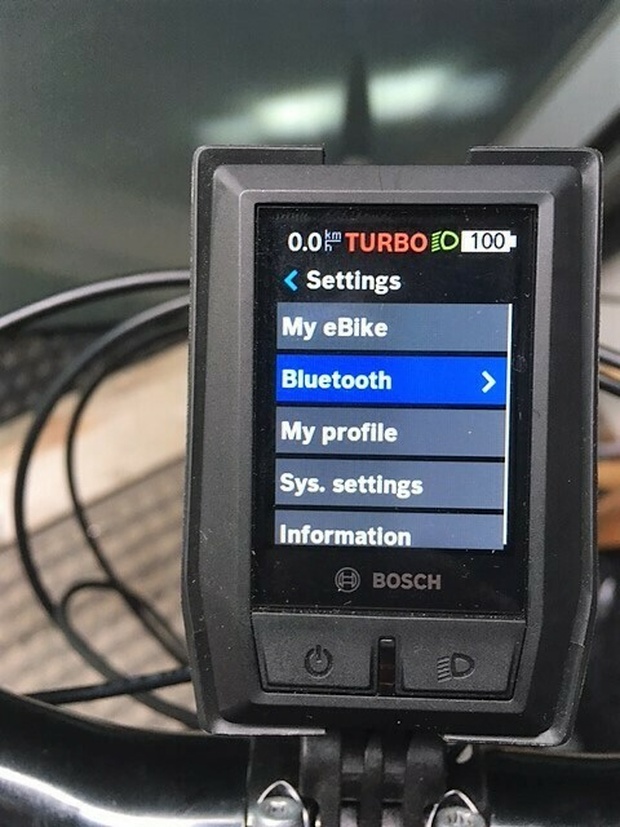 0.0 km/h TURBO 100
Settings
My eBike
Bluetooth
My profile
Sys. settings
Information
BOSCH